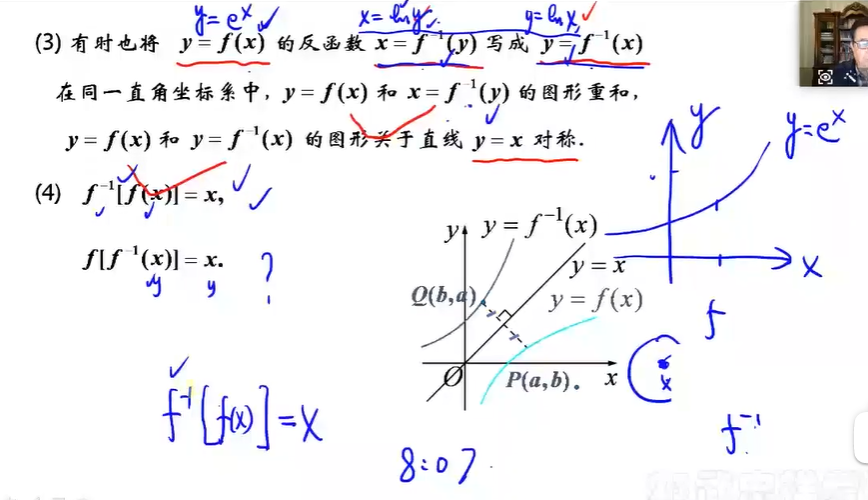 y=eˣ x=ln y y=ln x
(3) 有时也将 y = f(x) 的反函数 x = f⁻¹(y) 写成 y = f⁻¹(x)
在同一直角坐标系中, y = f(x) 和 x = f⁻¹(y) 的图形重和,
y = f(x) 和 y = f⁻¹(x) 的图形关于直线 y = x 对称.
(4) f⁻¹[f(x)] = x,
f[f⁻¹(x)] = x. ?
y y
f⁻¹[f(x)] = x
8:07
y y = f⁻¹(x)
y = x
Q(b,a) y = f(x)
O P(a,b). x
y y=eˣ
x
f
x
f⁻¹